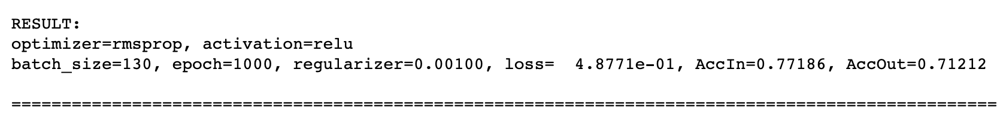 RESULT:
optimizer=rmsprop, activation=relu
batch_size=130, epoch=1000, regularizer=0.00100, loss=  4.8771e-01, AccIn=0.77186, AccOut=0.71212
==================================================================================================